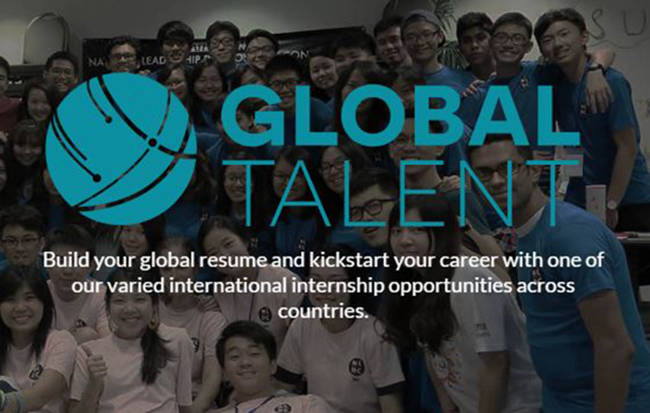 GLOBAL
TALENT
Build your global resume and kickstart your career with one of
our varied international internship opportunities across
countries.